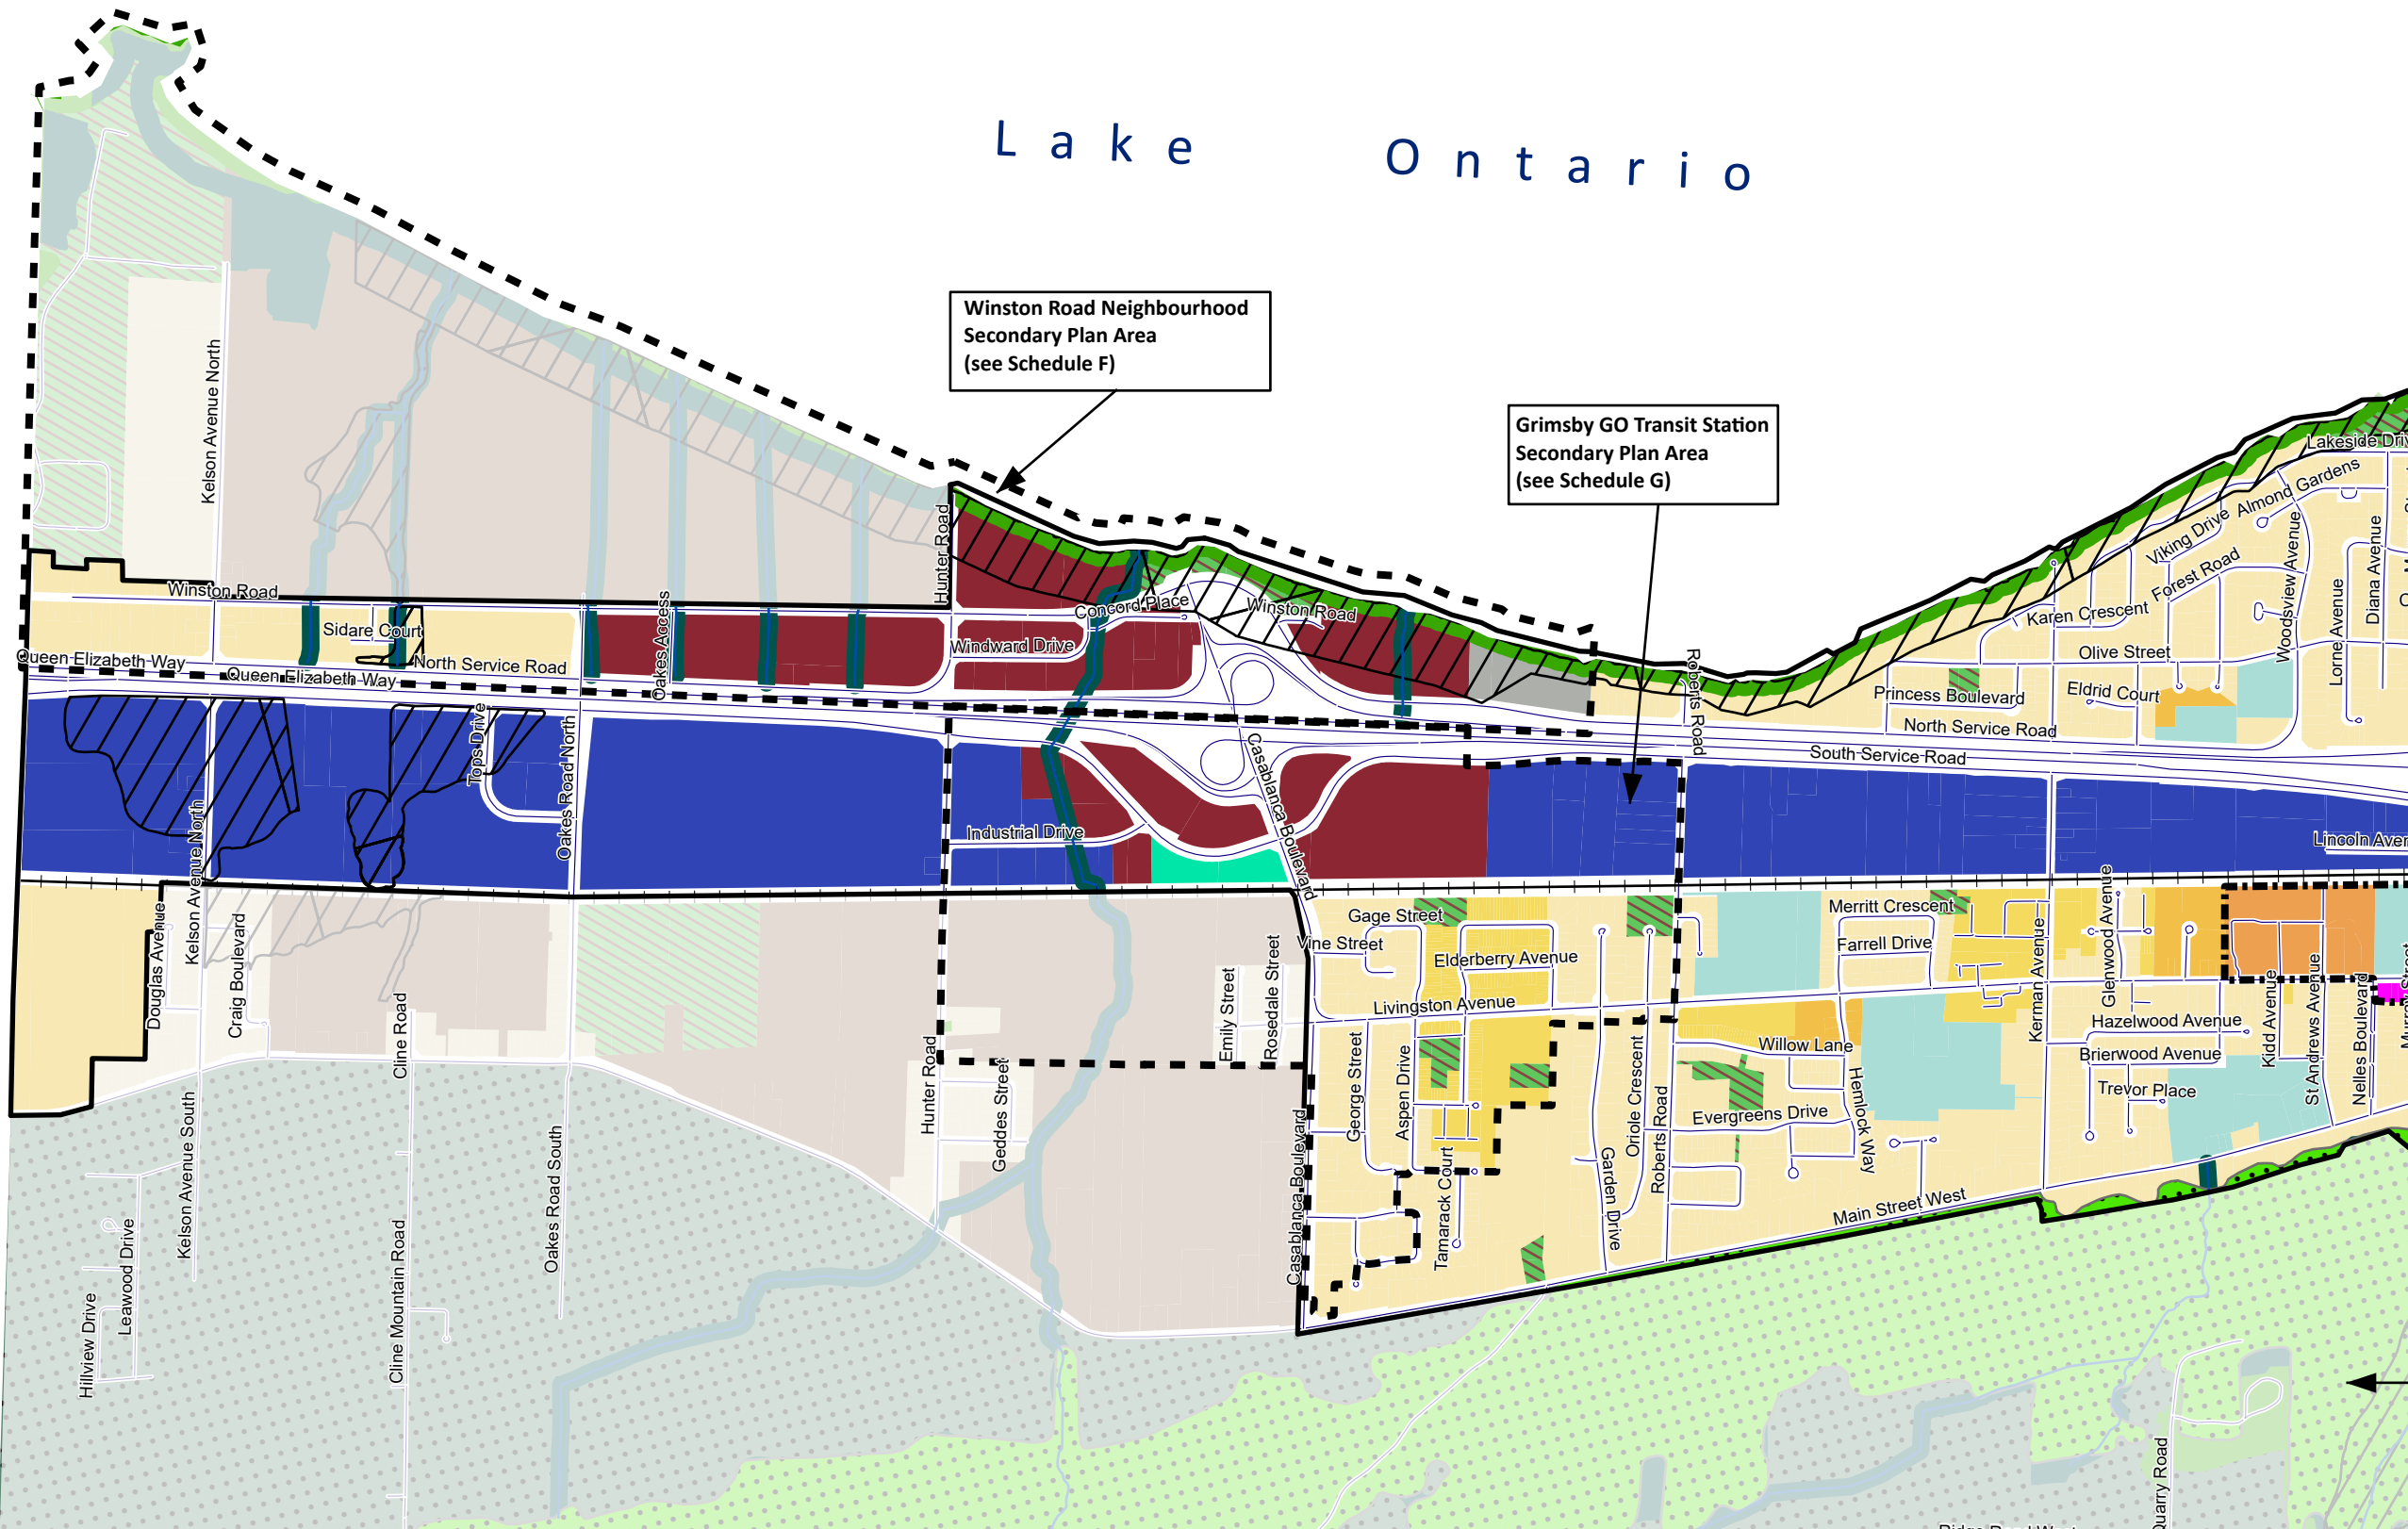 Lake Ontario
Winston Road Neighbourhood
Secondary Plan Area
(see Schedule F)
Grimsby GO Transit Station
Secondary Plan Area
(see Schedule G)
Kelson Avenue North
Hunter Road
Winston Road
Sidare Court
Queen Elizabeth Way
Queen Elizabeth Way
North Service Road
Oakes Access
Windward Drive
Concord Place
Winston Road
Roberts Road
Lakeside Dri
Almond Gardens
Viking Drive
Forest Road
Karen Crescent
Olive Street
Woodsview Avenue
Lorne Avenue
Diana Avenue
Princess Boulevard
Eldrid Court
North Service Road
South Service Road
Tops Drive
Oakes Road North
Kelson Avenue North
Industrial Drive
Casablanca Boulevard
Lincoln Aven
Douglas Avenue
Craig Boulevard
Cline Road
Emily Street
Rosedale Street
Vine Street
Gage Street
Elderberry Avenue
Livingston Avenue
Merritt Crescent
Farrell Drive
Kerman Avenue
Glenwood Avenue
Hazelwood Avenue
Brierwood Avenue
Trevor Place
Kidd Avenue
St Andrews Avenue
Nelles Boulevard
Murray Street
Hunter Road
Geddes Street
George Street
Aspen Drive
Tamarack Court
Garden Drive
Oriole Crescent
Roberts Road
Willow Lane
Evergreens Drive
Hemlock Way
Main Street West
Casablanca Boulevard
Kelson Avenue South
Leawood Drive
Hillview Drive
Cline Mountain Road
Oakes Road South
Quarry Road